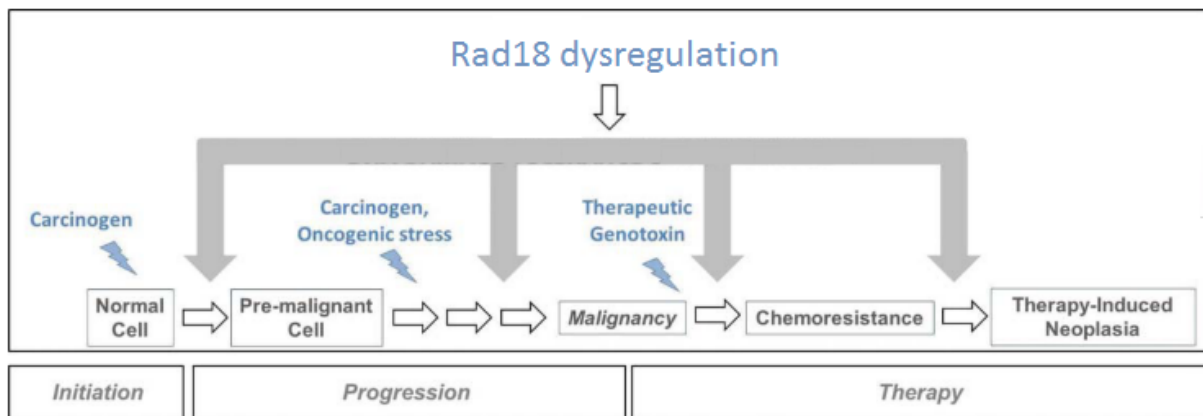 Rad18 dysregulation
Carcinogen
Carcinogen,
Oncogenic stress
Therapeutic
Genotoxin
Normal
Cell
Pre-malignant
Cell
Malignancy
Chemoresistance
Therapy-Induced
Neoplasia
Initiation
Progression
Therapy